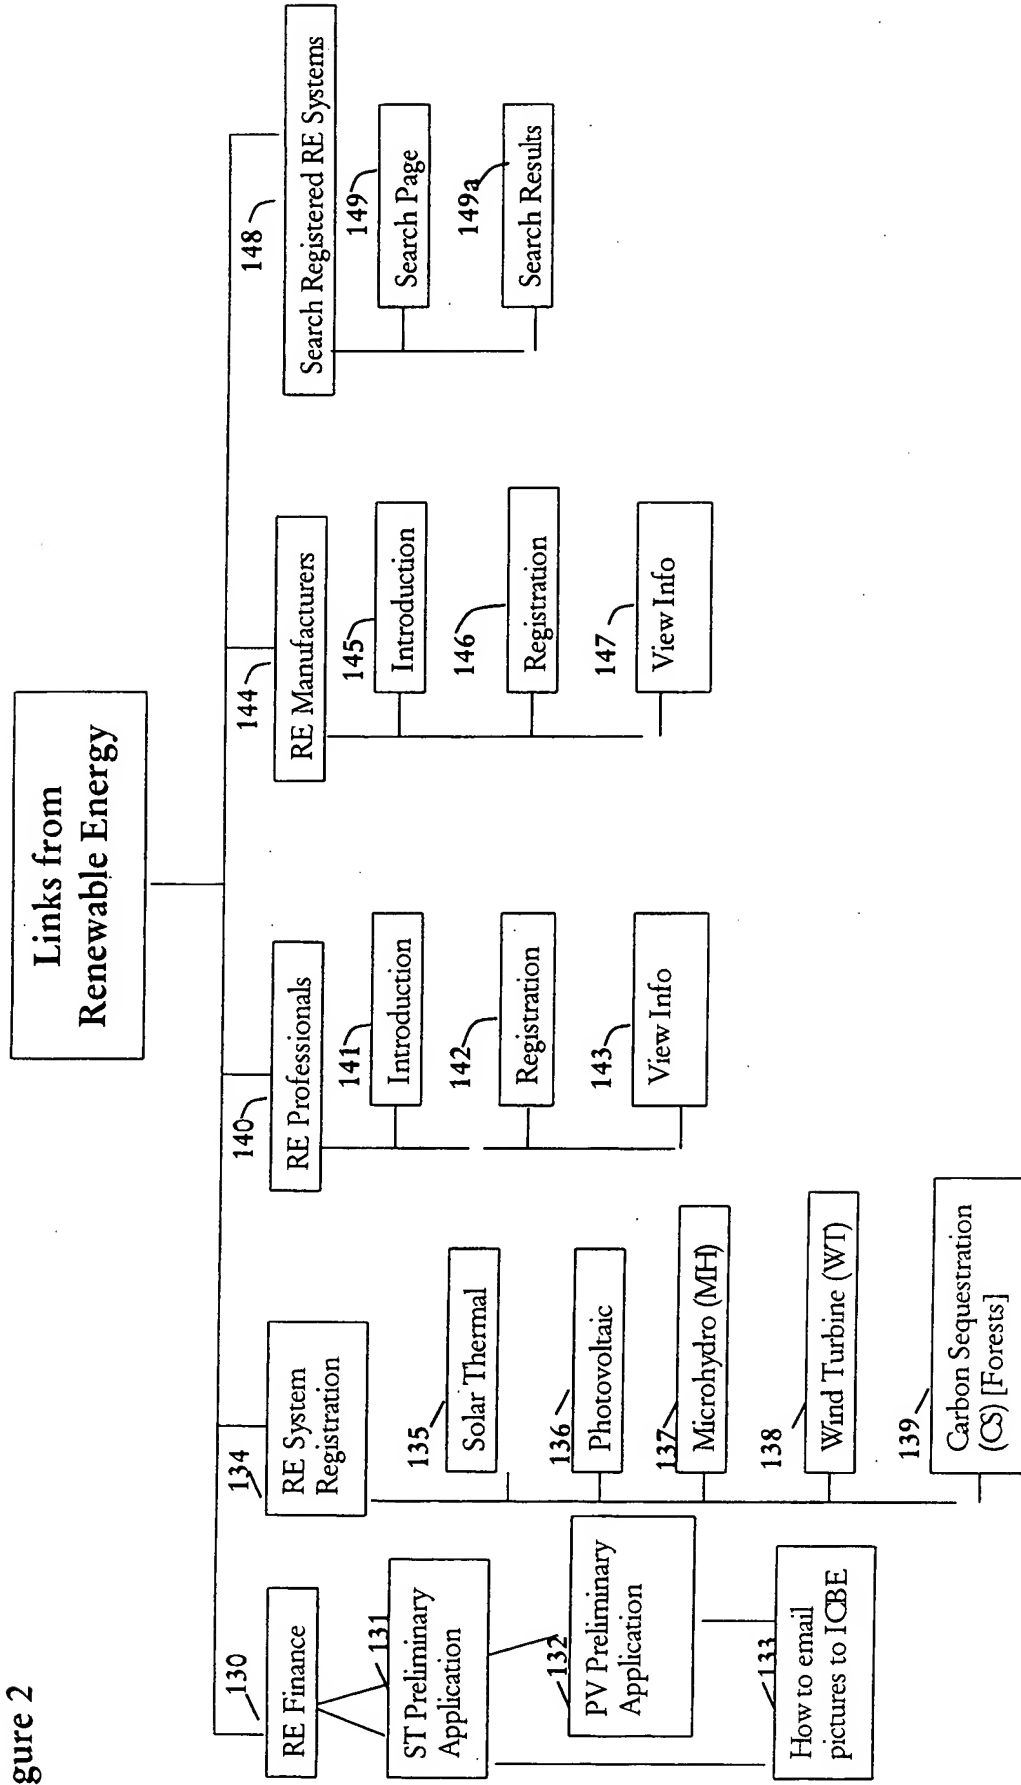 gure 2
Links from
Renewable Energy
130
RE Finance
131
ST Preliminary
Application
132
PV Preliminary
Application
133
How to email
pictures to ICBE
134
RE System
Registration
135
Solar Thermal
136
Photovoltaic
137
Microhydro (MH)
138
Wind Turbine (WT)
139
Carbon Sequestration
(CS) [Forests]
140
RE Professionals
141
Introduction
142
Registration
143
View Info
144
RE Manufacturers
145
Introduction
146
Registration
147
View Info
148
Search Registered RE Systems
149
Search Page
149a
Search Results